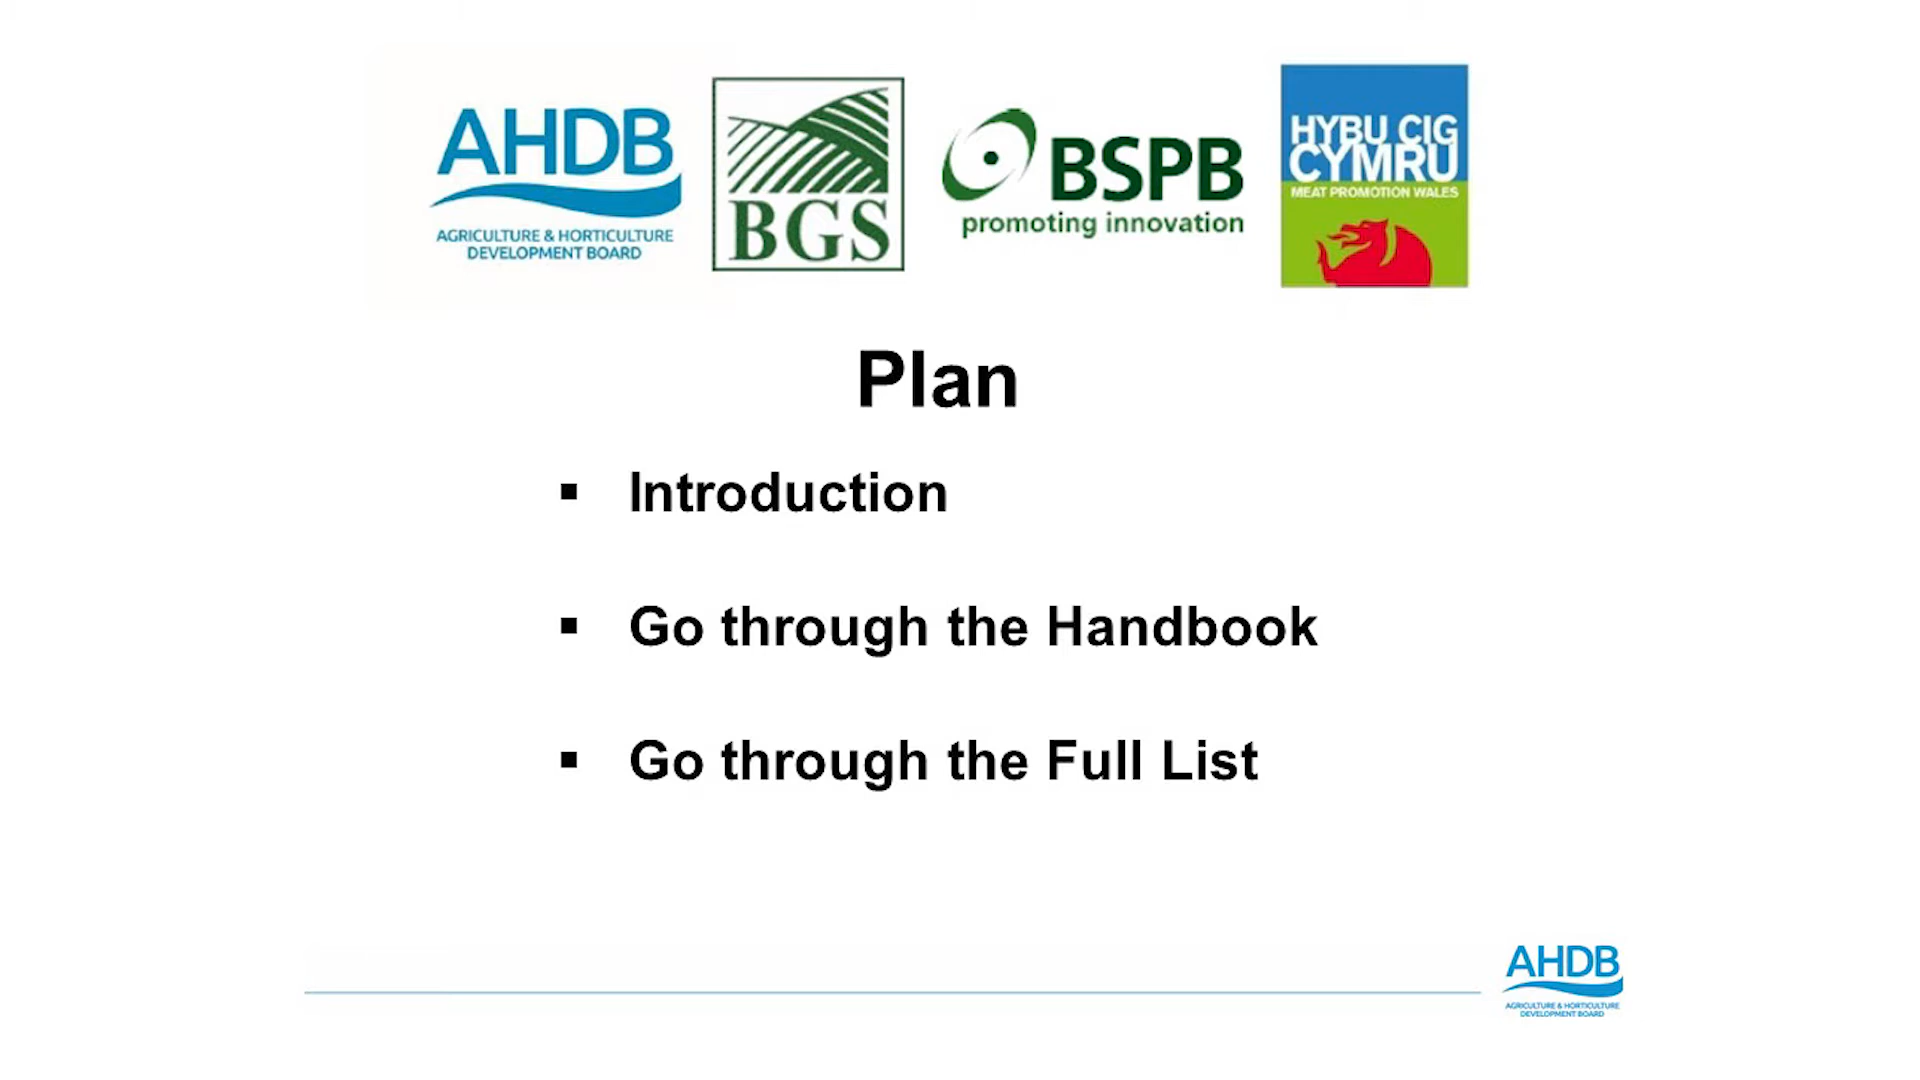 AHDB
AGRICULTURE & HORTICULTURE
DEVELOPMENT BOARD
BGS
BSPB
promoting innovation
HYBU CIG
CYMRU
MEAT PROMOTION WALES
Plan
▪ Introduction
▪ Go through the Handbook
▪ Go through the Full List
AHDB
AGRICULTURE & HORTICULTURE
DEVELOPMENT BOARD